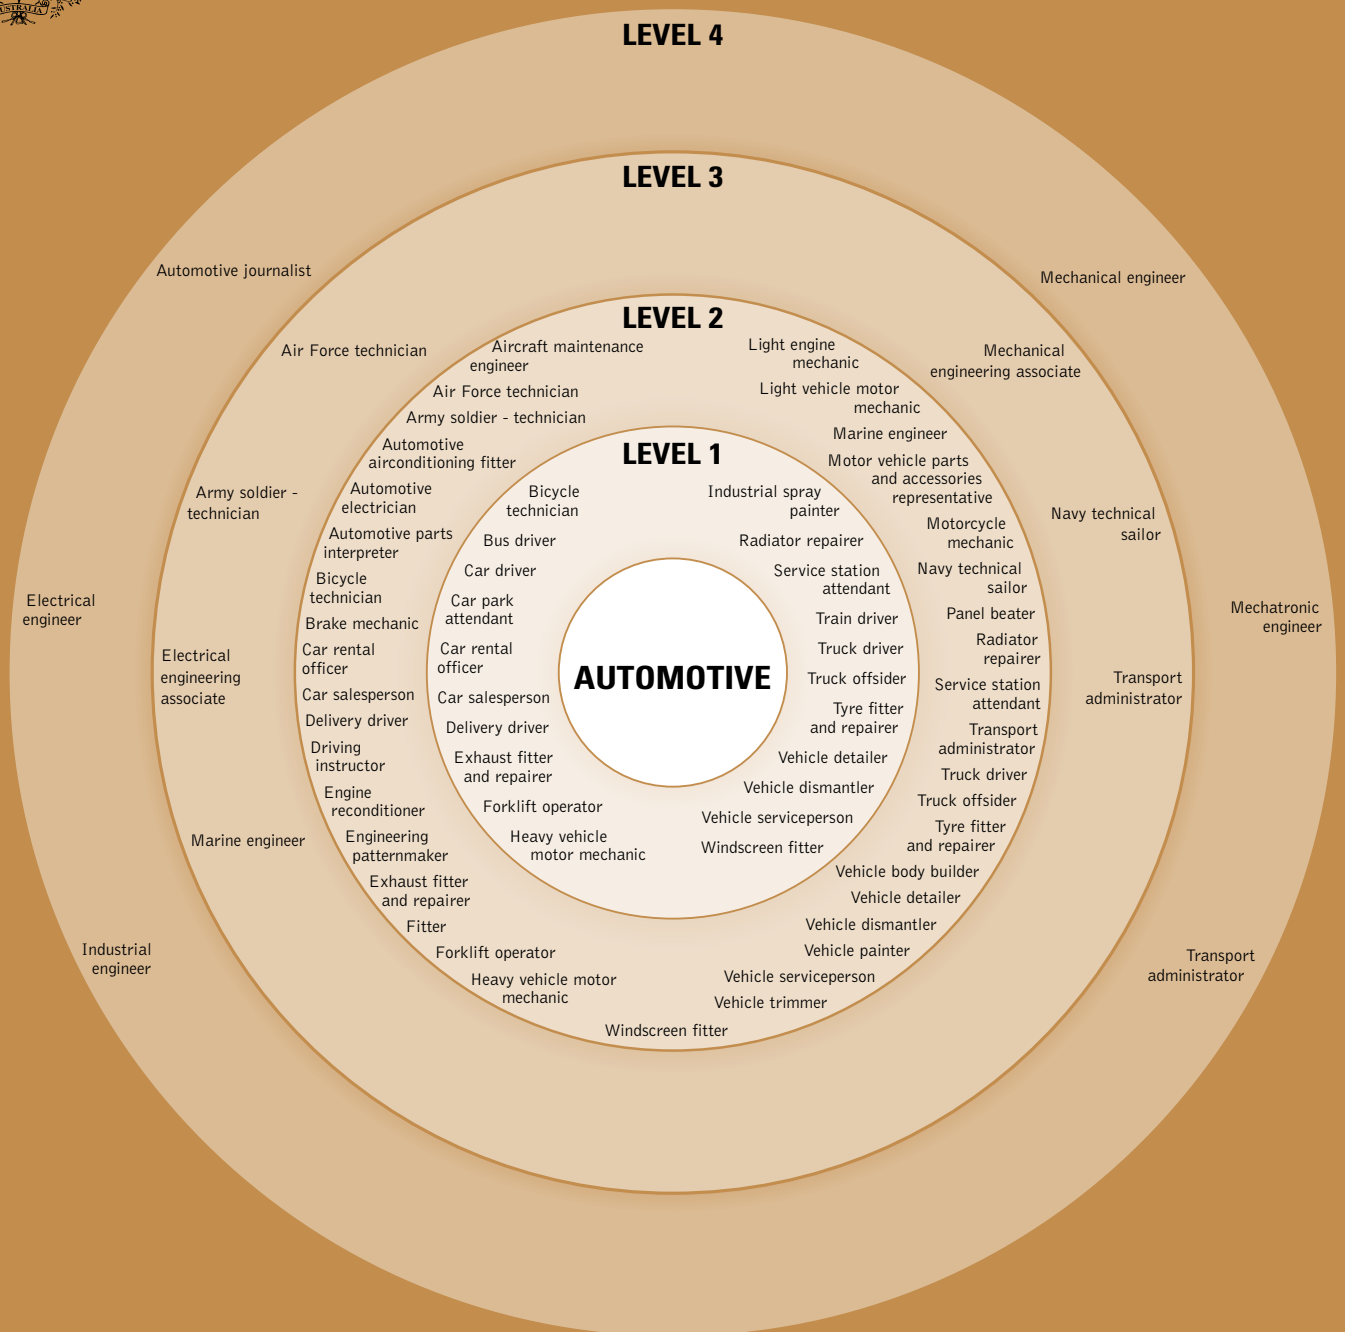 AUSTRALIA
LEVEL 4
Automotive journalist
Electrical
engineer
Industrial
engineer
Mechanical engineer
Mechatronic
engineer
Transport
administrator
LEVEL 3
Air Force technician
Army soldier -
technician
Electrical
engineering
associate
Marine engineer
Mechanical
engineering associate
Navy technical
sailor
Transport
administrator
LEVEL 2
Aircraft maintenance
engineer
Air Force technician
Army soldier - technician
Automotive
airconditioning fitter
Automotive
electrician
Automotive parts
interpreter
Bicycle
technician
Brake mechanic
Car rental
officer
Car salesperson
Delivery driver
Driving
instructor
Engine
reconditioner
Engineering
patternmaker
Exhaust fitter
and repairer
Fitter
Forklift operator
Heavy vehicle motor
mechanic
Light engine
mechanic
Light vehicle motor
mechanic
Marine engineer
Motor vehicle parts
and accessories
representative
Motorcycle
mechanic
Navy technical
sailor
Panel beater
Radiator
repairer
Service station
attendant
Transport
administrator
Truck driver
Truck offsider
Tyre fitter
and repairer
Vehicle body builder
Vehicle detailer
Vehicle dismantler
Vehicle painter
Vehicle serviceperson
Vehicle trimmer
Windscreen fitter
LEVEL 1
Bicycle
technician
Bus driver
Car driver
Car park
attendant
Car rental
officer
Car salesperson
Delivery driver
Exhaust fitter
and repairer
Forklift operator
Heavy vehicle
motor mechanic
Industrial spray
painter
Radiator repairer
Service station
attendant
Train driver
Truck driver
Truck offsider
Tyre fitter
and repairer
Vehicle detailer
Vehicle dismantler
Vehicle serviceperson
Windscreen fitter
AUTOMOTIVE